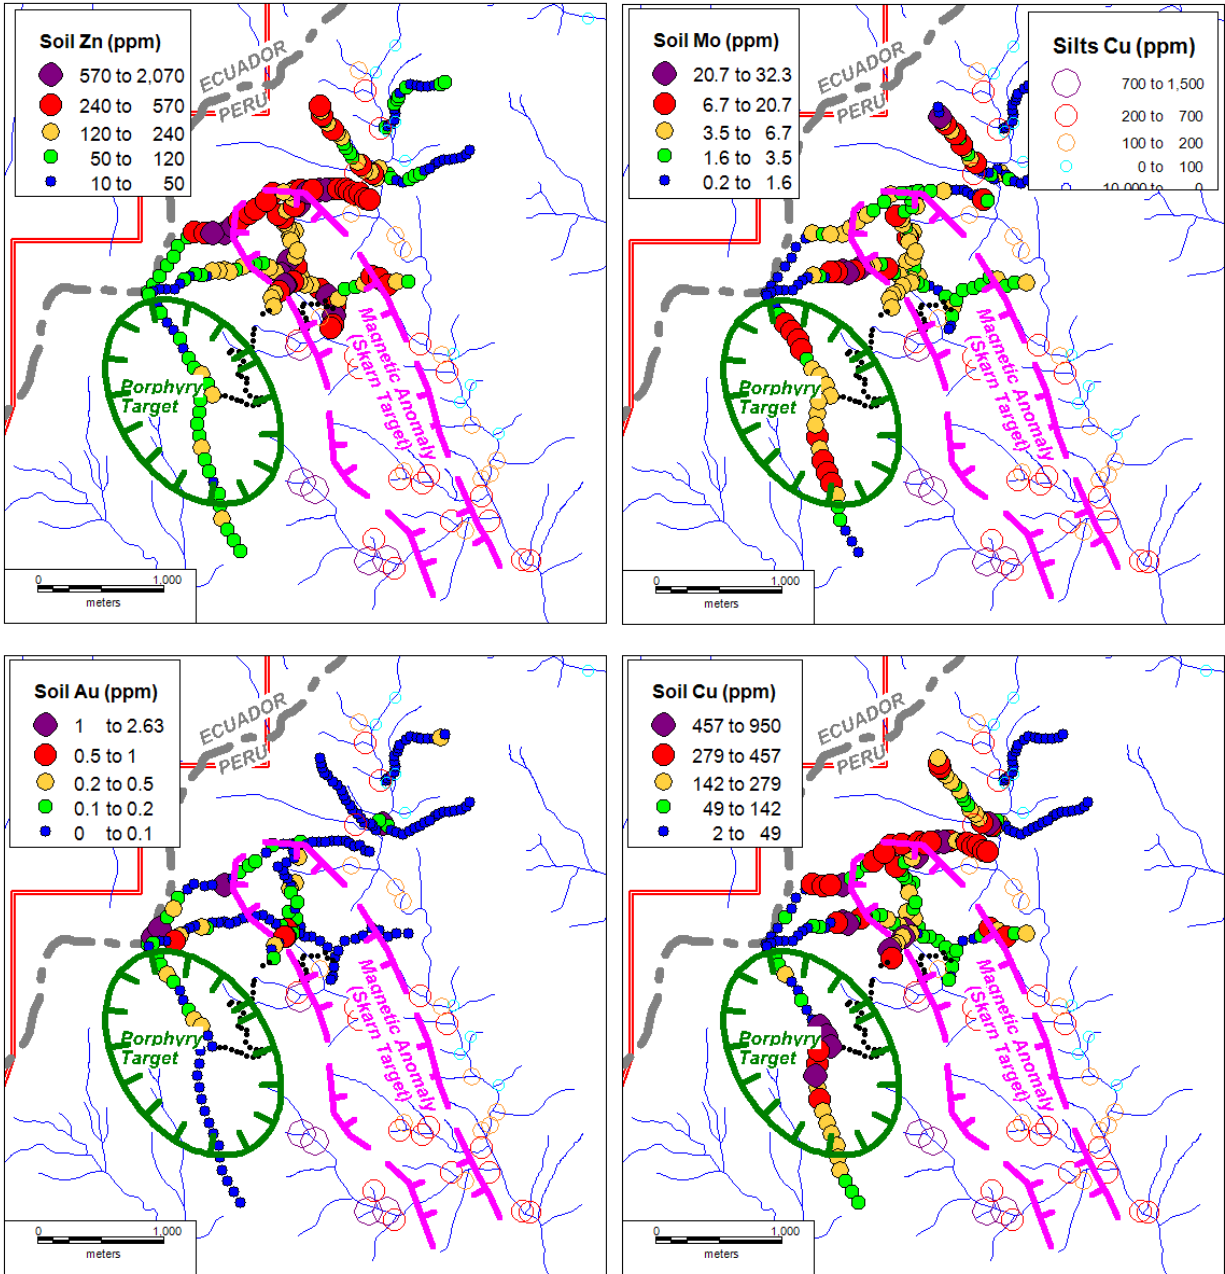 Soil Zn (ppm)
570 to 2,070
240 to 570
120 to 240
50 to 120
10 to 50
ECUADOR
PERU
Porphyry
Target
Magnetic Anomaly
(Skarn Target)
0 1,000
meters
Soil Mo (ppm)
20.7 to 32.3
6.7 to 20.7
3.5 to 6.7
1.6 to 3.5
0.2 to 1.6
Silts Cu (ppm)
700 to 1,500
200 to 700
100 to 200
0 to 100
10,000 to 0
ECUADOR
PERU
Porphyry
Target
Magnetic Anomaly
(Skarn Target)
0 1,000
meters
Soil Au (ppm)
1 to 2.63
0.5 to 1
0.2 to 0.5
0.1 to 0.2
0 to 0.1
ECUADOR
PERU
Porphyry
Target
Magnetic Anomaly
(Skarn Target)
0 1,000
meters
Soil Cu (ppm)
457 to 950
279 to 457
142 to 279
49 to 142
2 to 49
ECUADOR
PERU
Porphyry
Target
Magnetic Anomaly
(Skarn Target)
0 1,000
meters